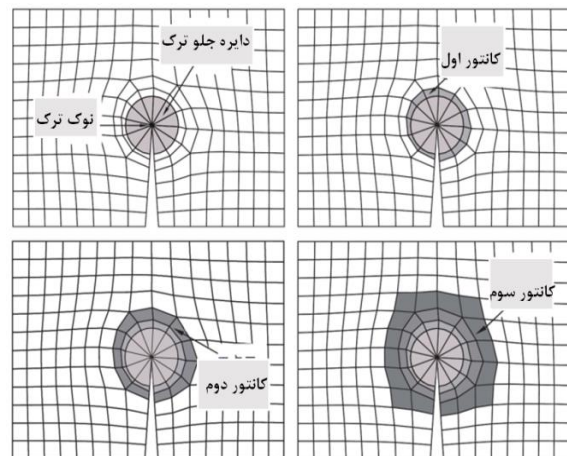 دایره جلو ترک
نوک ترک
کانتور اول
کانتور دوم
کانتور سوم